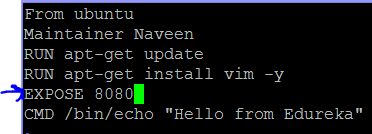 From ubuntu
Maintainer Naveen
RUN apt-get update
RUN apt-get install vim -y
EXPOSE 8080
CMD /bin/echo "Hello from Edureka"